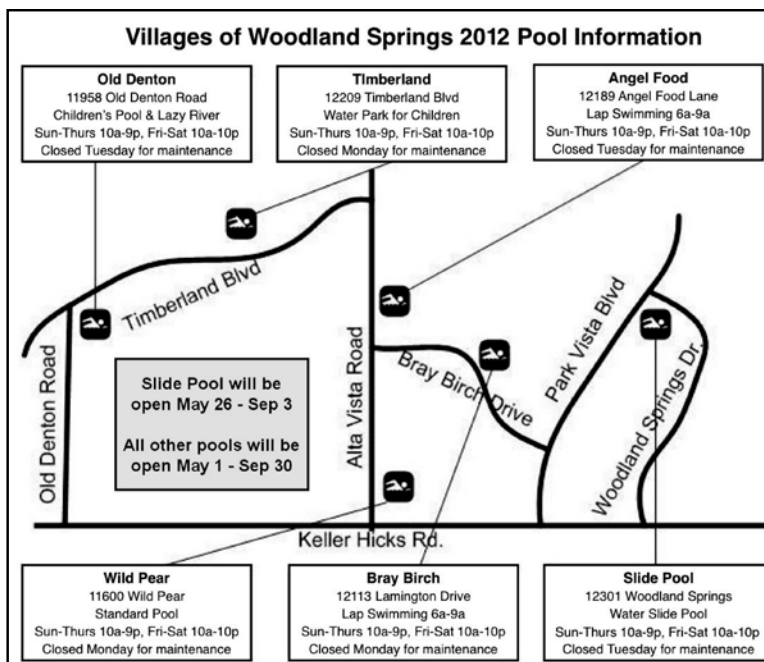 Villages of Woodland Springs 2012 Pool Information
Old Denton
11958 Old Denton Road
Children's Pool & Lazy River
Sun-Thurs 10a-9p, Fri-Sat 10a-10p
Closed Tuesday for maintenance
TImberland
12209 Timberland Blvd
Water Park for Children
Sun-Thurs 10a-9p, Fri-Sat 10a-10p
Closed Monday for maintenance
Angel Food
12189 Angel Food Lane
Lap Swimming 6a-9a
Sun-Thurs 10a-9p, Fri-Sat 10a-10p
Closed Tuesday for maintenance
Timberland Blvd
Old Denton Road
Slide Pool will be
open May 26 - Sep 3
All other pools will be
open May 1 - Sep 30
Alta Vista Road
Bray Birch Drive
Park Vista Blvd
Woodland Springs Dr.
Keller Hicks Rd.
Wild Pear
11600 Wild Pear
Standard Pool
Sun-Thurs 10a-9p, Fri-Sat 10a-10p
Closed Monday for maintenance
Bray Birch
12113 Lamington Drive
Lap Swimming 6a-9a
Sun-Thurs 10a-9p, Fri-Sat 10a-10p
Closed Monday for maintenance
Slide Pool
12301 Woodland Springs
Water Slide Pool
Sun-Thurs 10a-9p, Fri-Sat 10a-10p
Closed Tuesday for maintenance